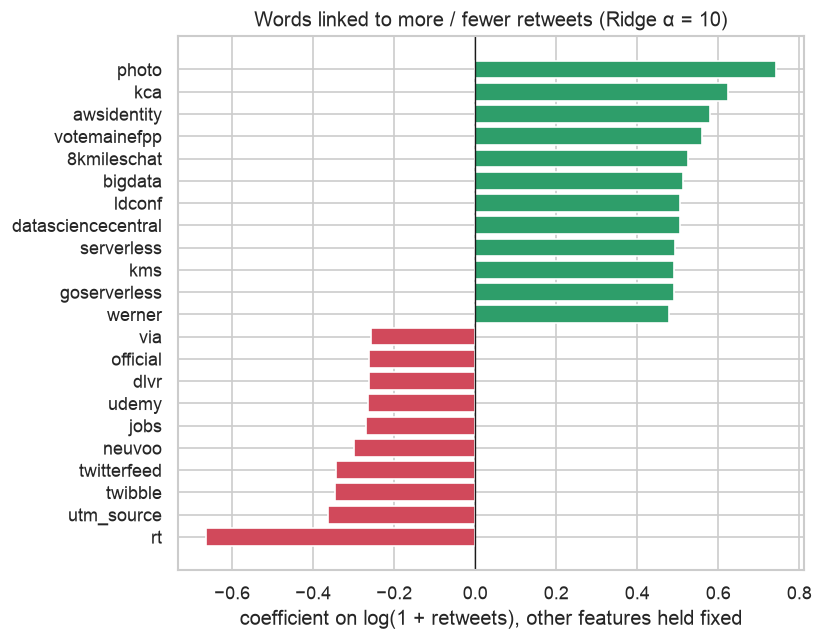 Words linked to more / fewer retweets (Ridge α = 10)
photo
kca
awsidentity
votemainefpp
8kmileschat
bigdata
ldconf
datasciencecentral
serverless
kms
goserverless
werner
via
official
dlvr
udemy
jobs
neuvoo
twitterfeed
twibble
utm_source
rt
−0.6 −0.4 −0.2 0.0 0.2 0.4 0.6 0.8
coefficient on log(1 + retweets), other features held fixed